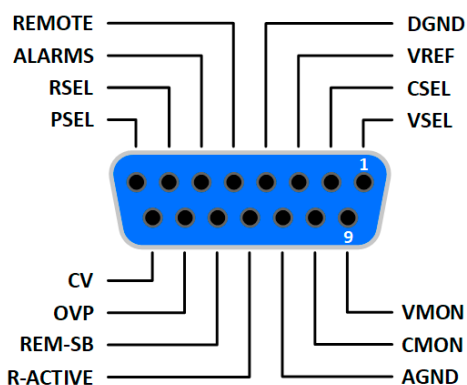 REMOTE
DGND
ALARMS
VREF
RSEL
CSEL
PSEL
VSEL
1
9
CV
OVP
VMON
REM-SB
CMON
R-ACTIVE
AGND